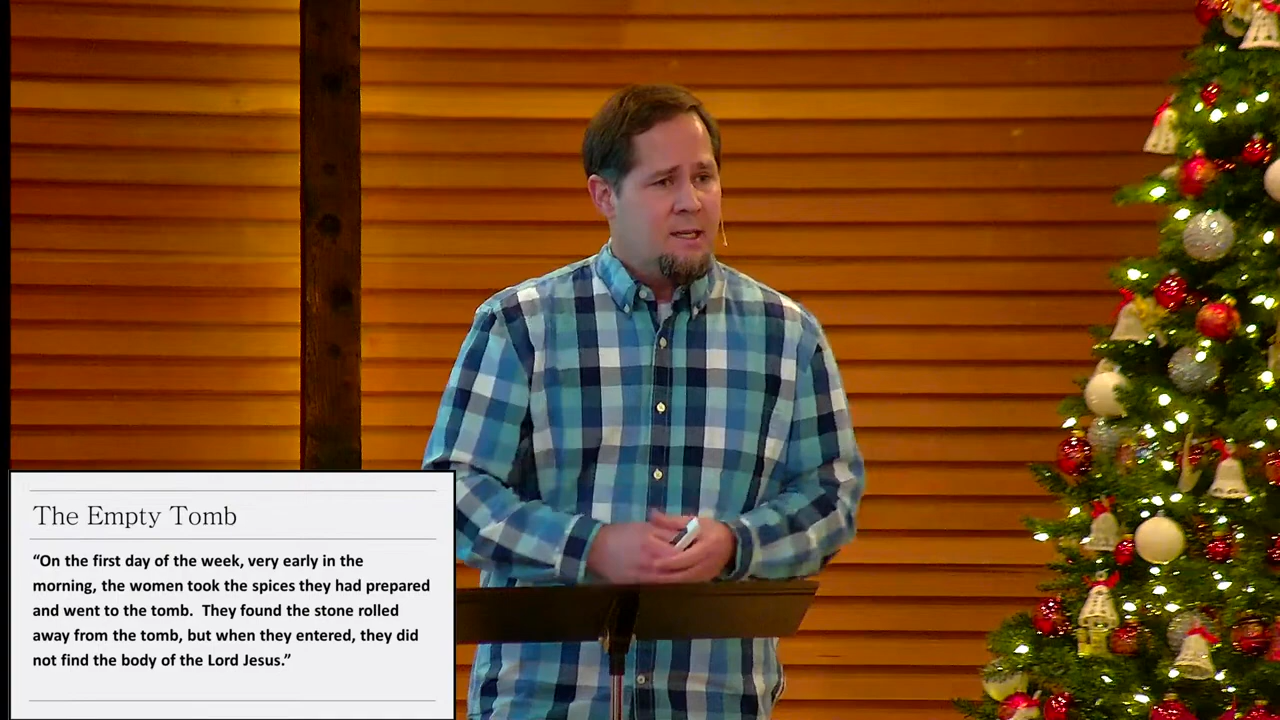 The Empty Tomb
“On the first day of the week, very early in the
morning, the women took the spices they had prepared
and went to the tomb.  They found the stone rolled
away from the tomb, but when they entered, they did
not find the body of the Lord Jesus.”